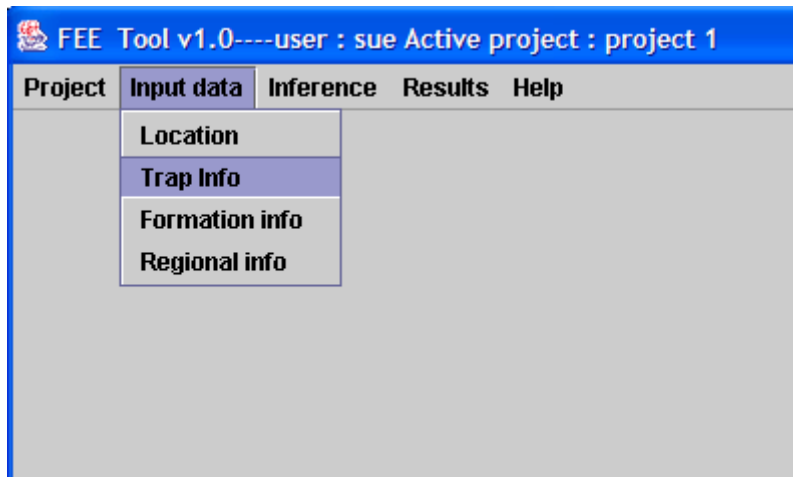 FEE Tool v1.0----user : sue Active project : project 1
Project Input data Inference Results Help
Location
Trap Info
Formation info
Regional info